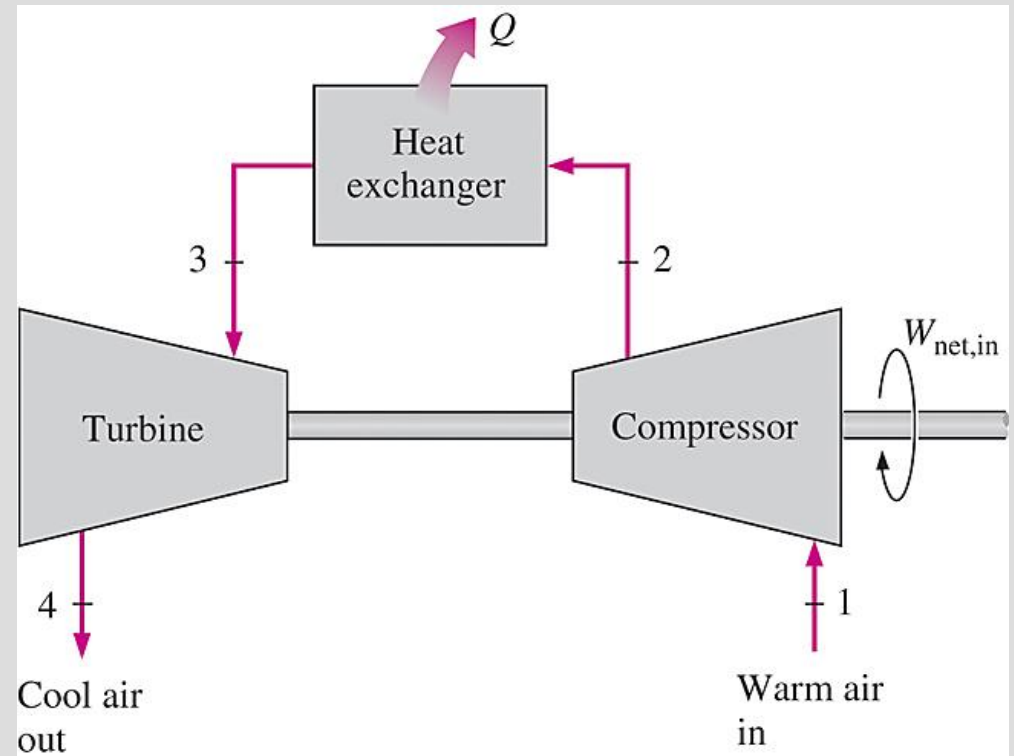 Q
Heat
exchanger
3
2
W net,in
Turbine
Compressor
4
1
Cool air
out
Warm air
in